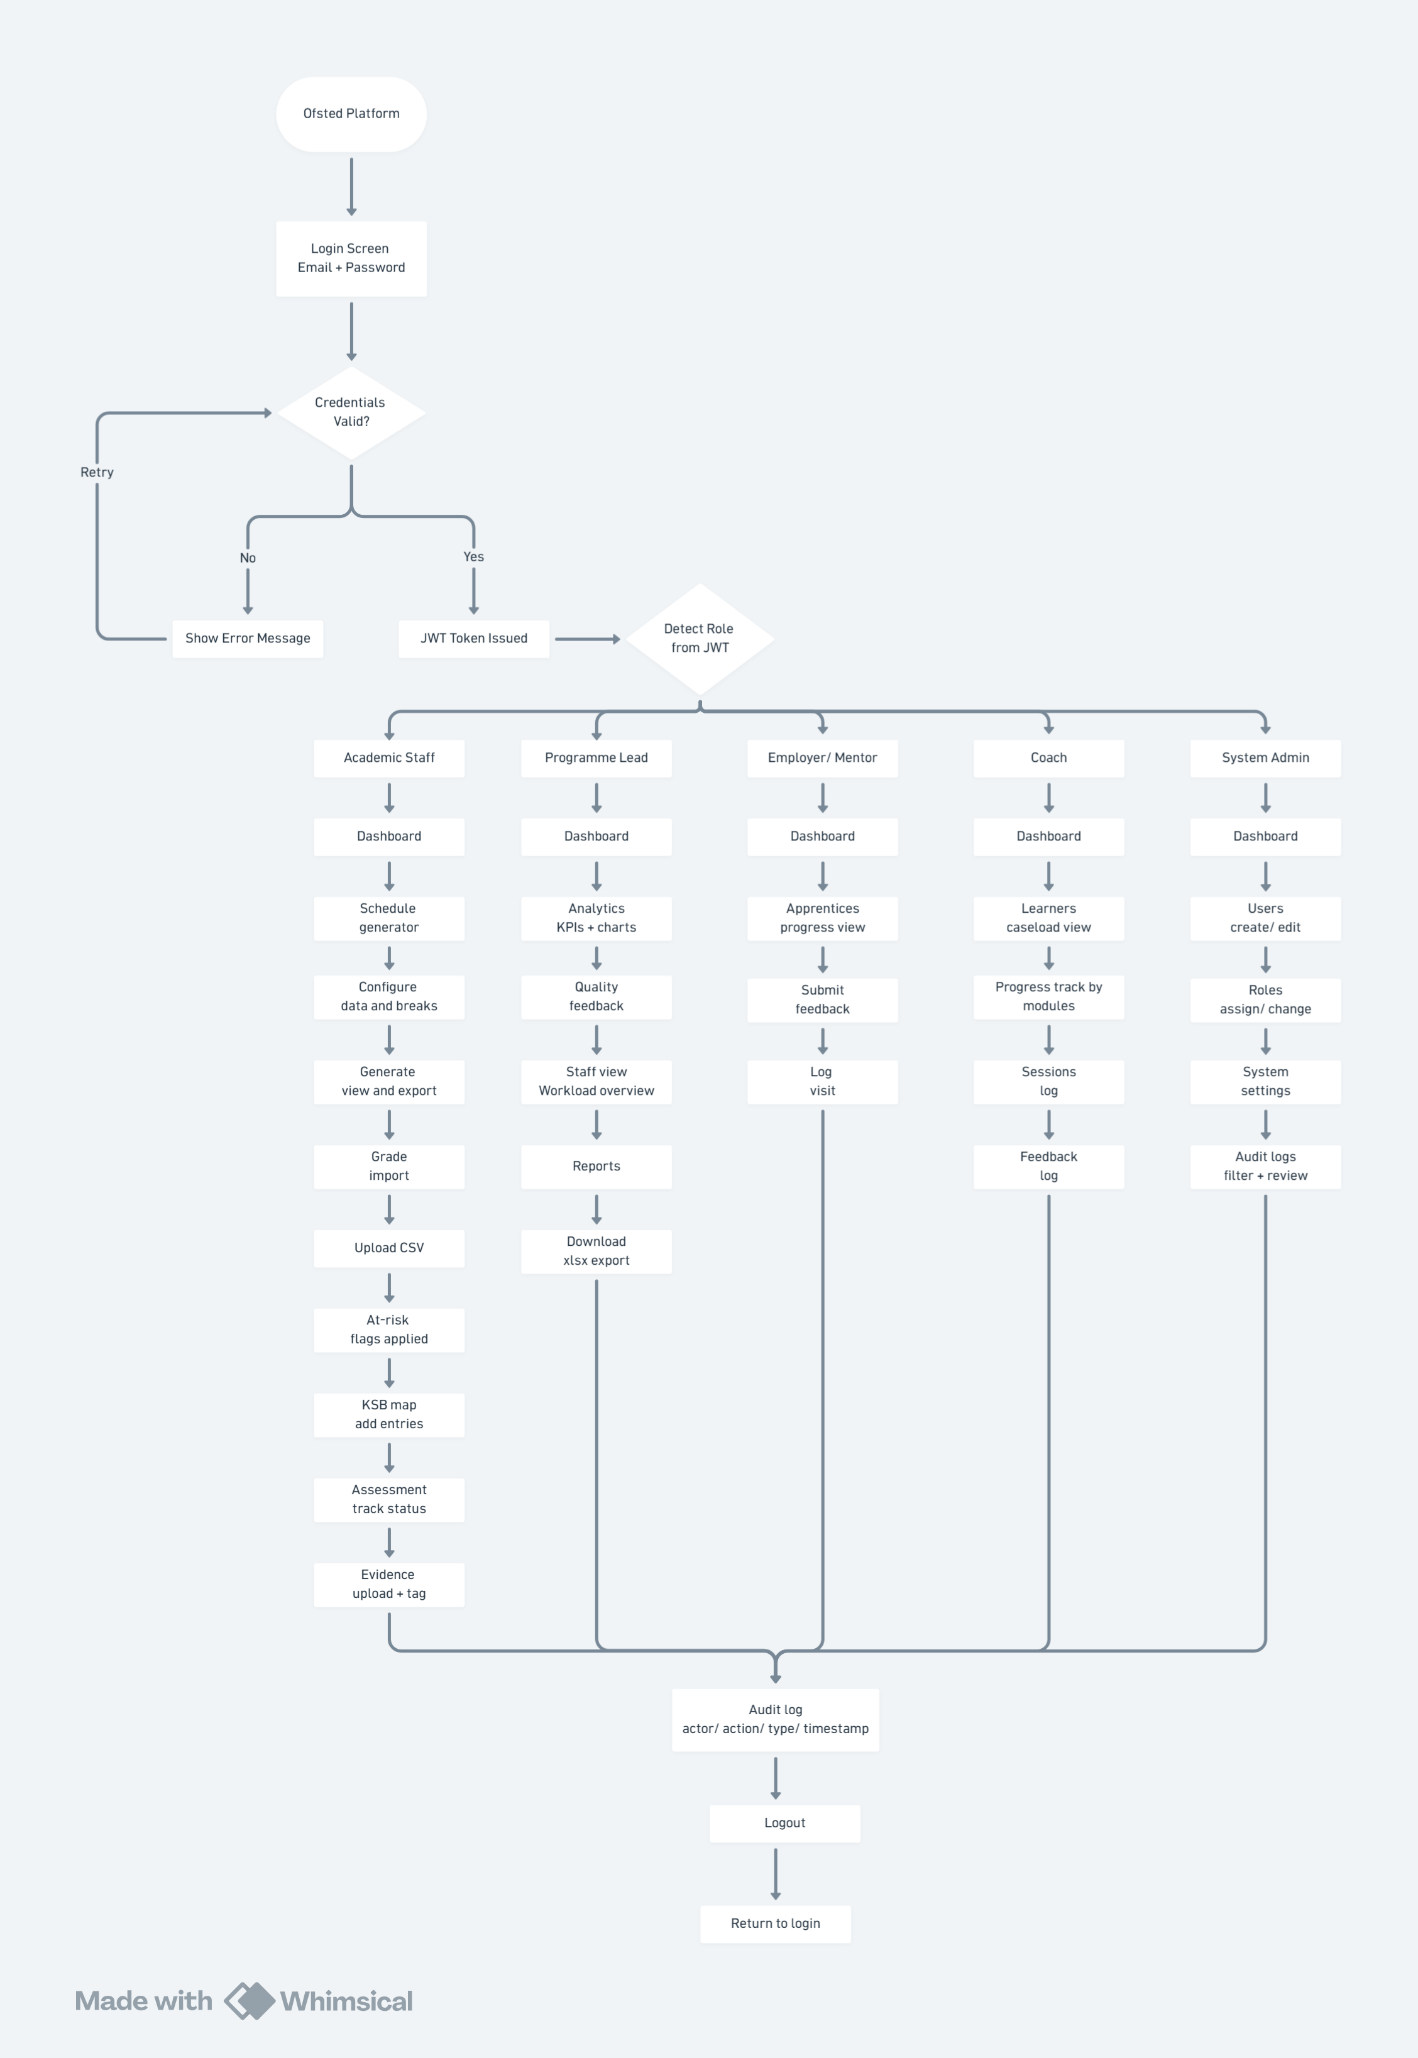 Ofsted Platform
Login Screen
Email + Password
Credentials
Valid?
Retry
No
Yes
Show Error Message
JWT Token Issued
Detect Role
from JWT
Academic Staff
Dashboard
Schedule
generator
Configure
data and breaks
Generate
view and export
Grade
import
Upload CSV
At-risk
flags applied
KSB map
add entries
Assessment
track status
Evidence
upload + tag
Programme Lead
Dashboard
Analytics
KPIs + charts
Quality
feedback
Staff view
Workload overview
Reports
Download
xlsx export
Employer/ Mentor
Dashboard
Apprentices
progress view
Submit
feedback
Log
visit
Coach
Dashboard
Learners
caseload view
Progress track by
modules
Sessions
log
Feedback
log
System Admin
Dashboard
Users
create/ edit
Roles
assign/ change
System
settings
Audit logs
filter + review
Audit log
actor/ action/ type/ timestamp
Logout
Return to login
Made with Whimsical